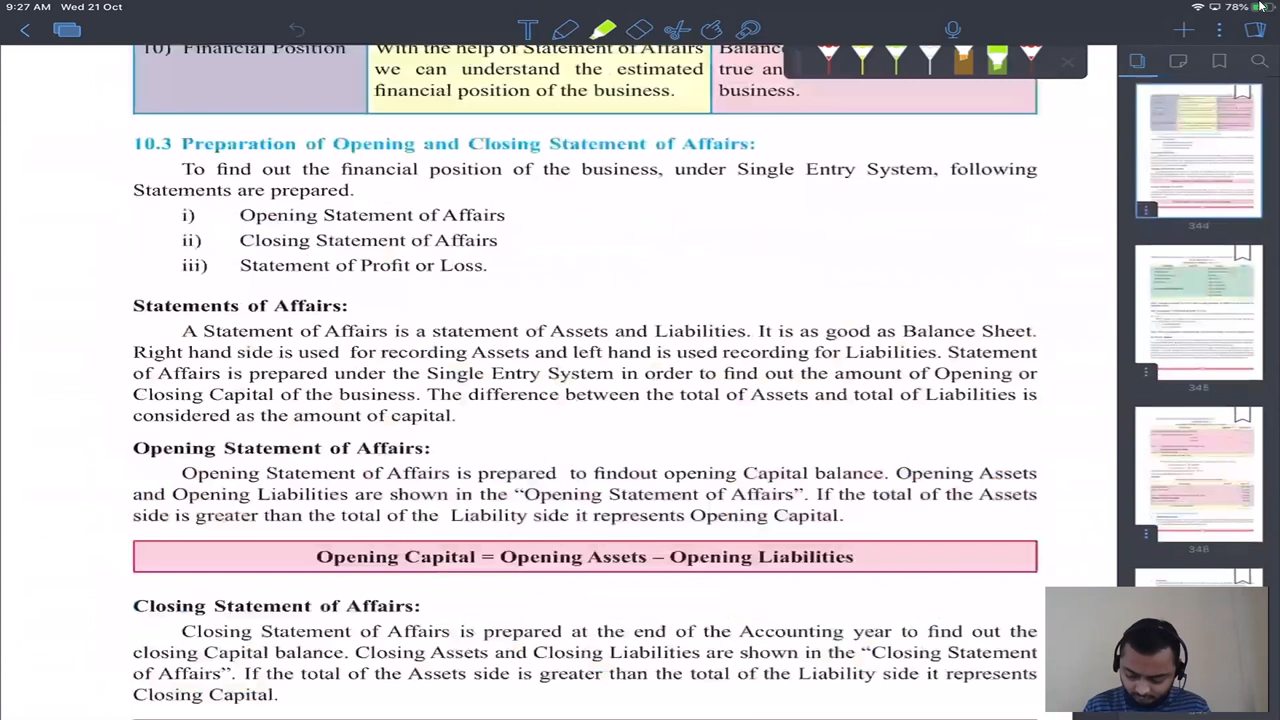 9:27 AM Wed 21 Oct
78%
10) Financial Position
With the help of Statement of Affairs
we can understand the estimated
financial position of the business.
Balance
true an
business.
10.3 Preparation of Opening and Closing Statement of Affairs:
To find out the financial position of the business, under Single Entry System, following
Statements are prepared.
i) Opening Statement of Affairs
ii) Closing Statement of Affairs
iii) Statement of Profit or Loss.
Statements of Affairs:
A Statement of Affairs is a statement of Assets and Liabilities. It is as good as Balance Sheet.
Right hand side is used for recording Assets and left hand is used recording for Liabilities. Statement
of Affairs is prepared under the Single Entry System in order to find out the amount of Opening or
Closing Capital of the business. The difference between the total of Assets and total of Liabilities is
considered as the amount of capital.
Opening Statement of Affairs:
Opening Statement of Affairs is prepared to findout opening Capital balance. Opening Assets
and Opening Liabilities are shown in the “Opening Statement of Affairs”. If the total of the Assets
side is greater than the total of the Liability side it represents Opening Capital.
Opening Capital = Opening Assets – Opening Liabilities
Closing Statement of Affairs:
Closing Statement of Affairs is prepared at the end of the Accounting year to find out the
closing Capital balance. Closing Assets and Closing Liabilities are shown in the “Closing Statement
of Affairs”. If the total of the Assets side is greater than the total of the Liability side it represents
Closing Capital.
344
345
346